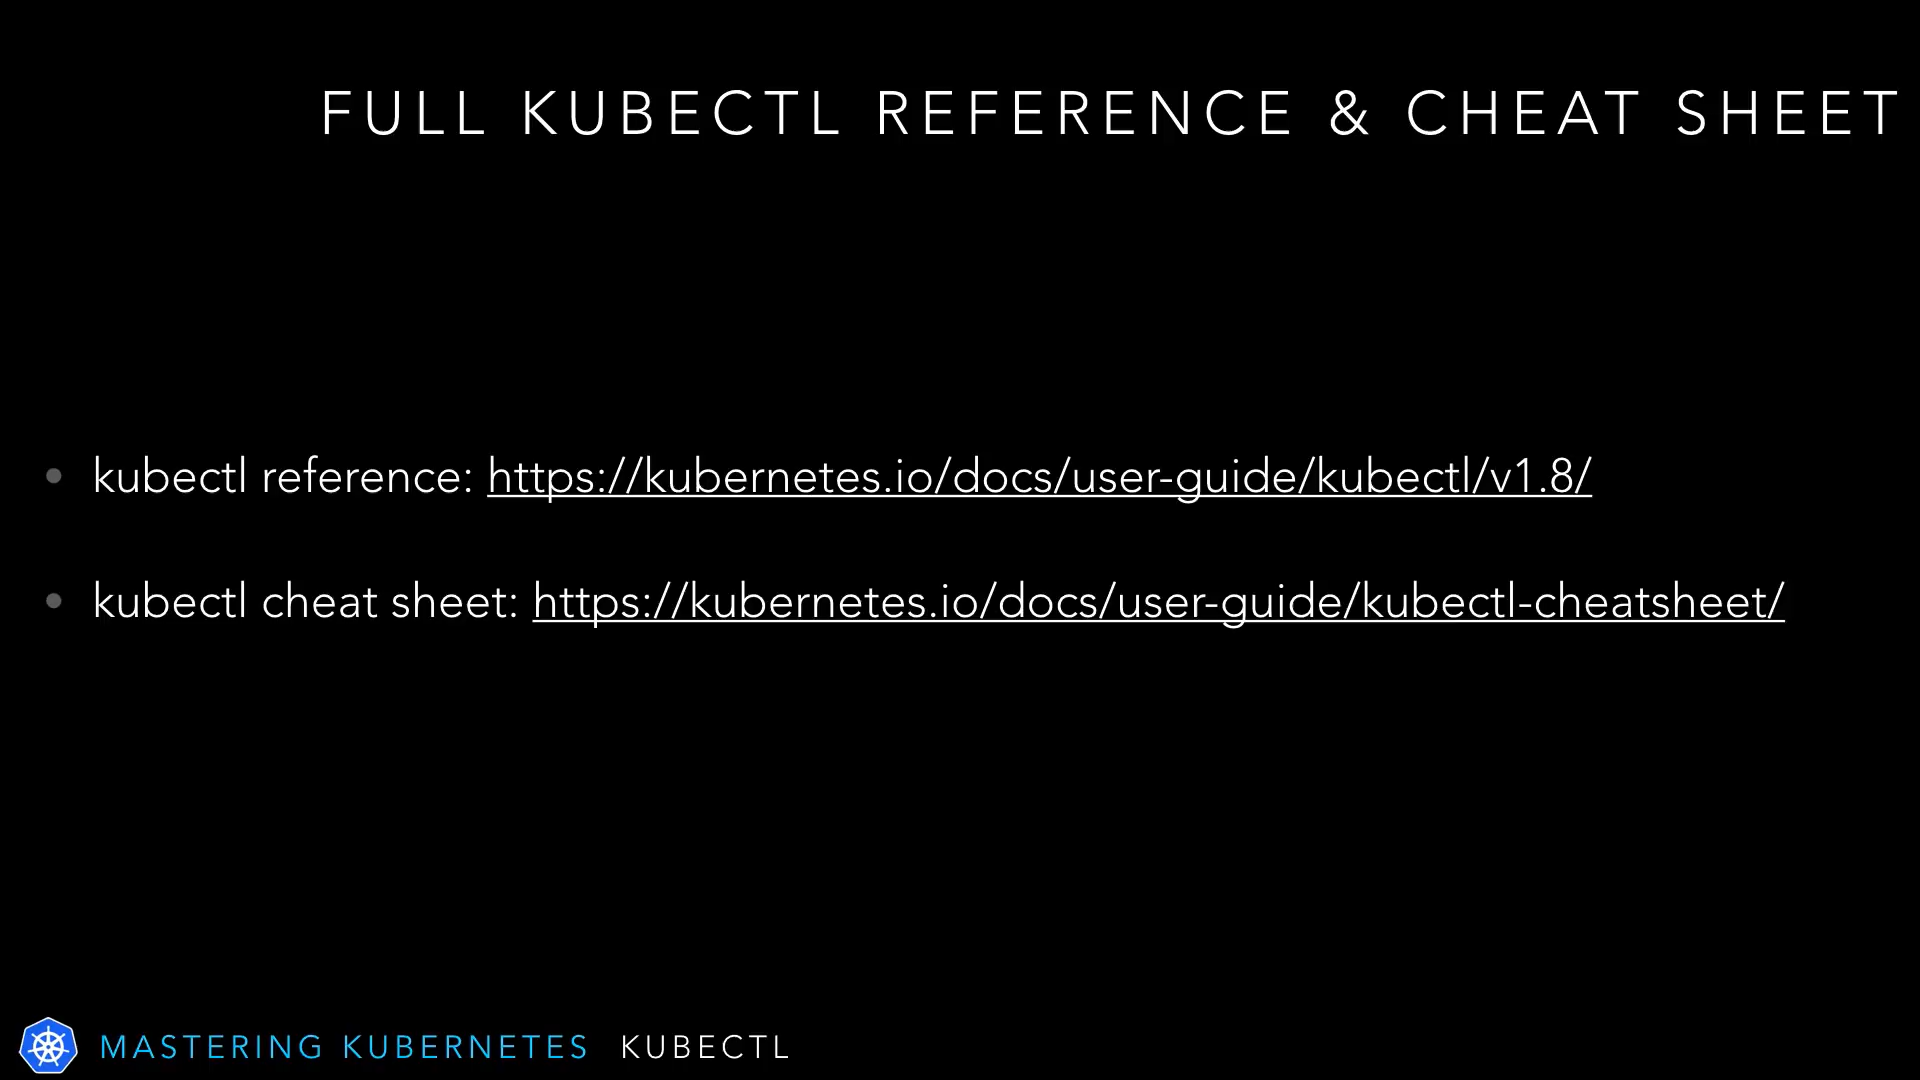 FULL KUBECTL REFERENCE & CHEAT SHEET
• kubectl reference: https://kubernetes.io/docs/user-guide/kubectl/v1.8/
• kubectl cheat sheet: https://kubernetes.io/docs/user-guide/kubectl-cheatsheet/
MASTERING KUBERNETES KUBECTL